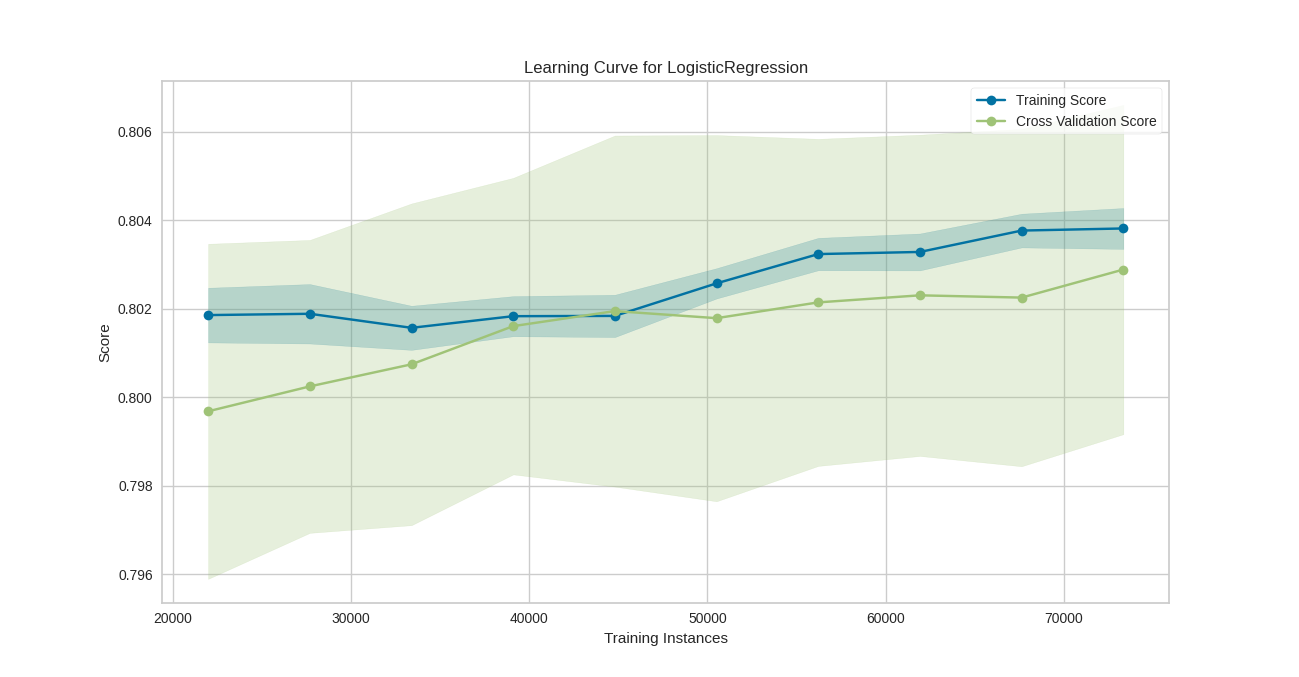 Learning Curve for LogisticRegression
Training Score
Cross Validation Score
0.806
0.804
0.802
0.800
0.798
0.796
Score
20000
30000
40000
50000
60000
70000
Training Instances